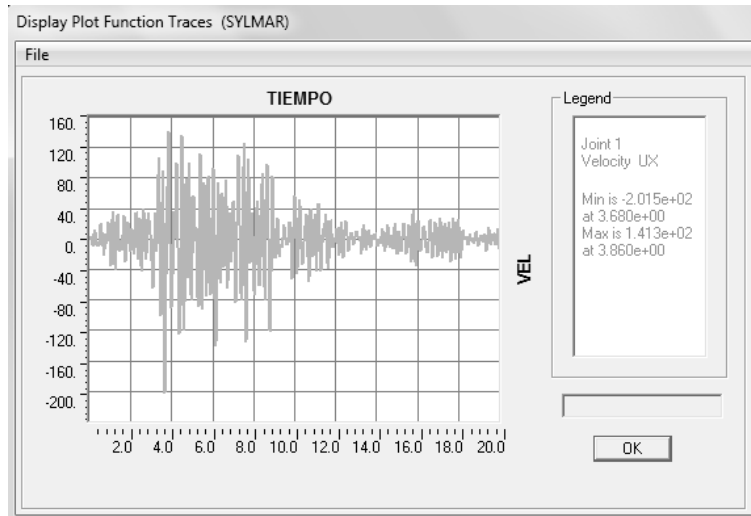 Display Plot Function Traces (SYLMAR)
File
TIEMPO
160.
120.
80.
40.
0.
-40.
-80.
-120.
-160.
-200.
2.0 4.0 6.0 8.0 10.0 12.0 14.0 16.0 18.0 20.0
VEL
Legend
Joint 1
Velocity UX
Min is -2.015e+02
at 3.680e+00
Max is 1.413e+02
at 3.860e+00
OK